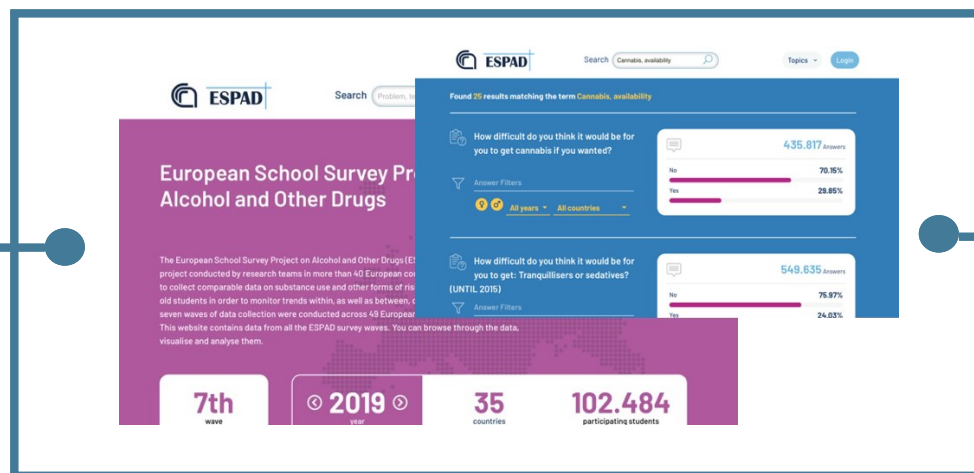 ESPAD
Search
Problem, te
European School Survey Pr
Alcohol and Other Drugs
The European School Survey Project on Alcohol and Other Drugs (ES
project conducted by research teams in more than 40 European cou
to collect comparable data on substance use and other forms of ris
old students in order to monitor trends within, as well as between, c
seven waves of data collection were conducted across 49 European
This website contains data from all the ESPAD survey waves. You can browse through the data,
visualise and analyse them.
7th
wave
2019
year
35
countries
102.484
participating students
ESPAD
Search
Cannabis, availability
Topics
Login
Found 25 results matching the term Cannabis, availability
How difficult do you think it would be for
you to get cannabis if you wanted?
Answer Filters
All years
All countries
435.817 Answers
No 70.15%
Yes 29.85%
How difficult do you think it would be for
you to get: Tranquillisers or sedatives?
(UNTIL 2015)
Answer Filters
549.635 Answers
No 75.97%
Yes 24.03%